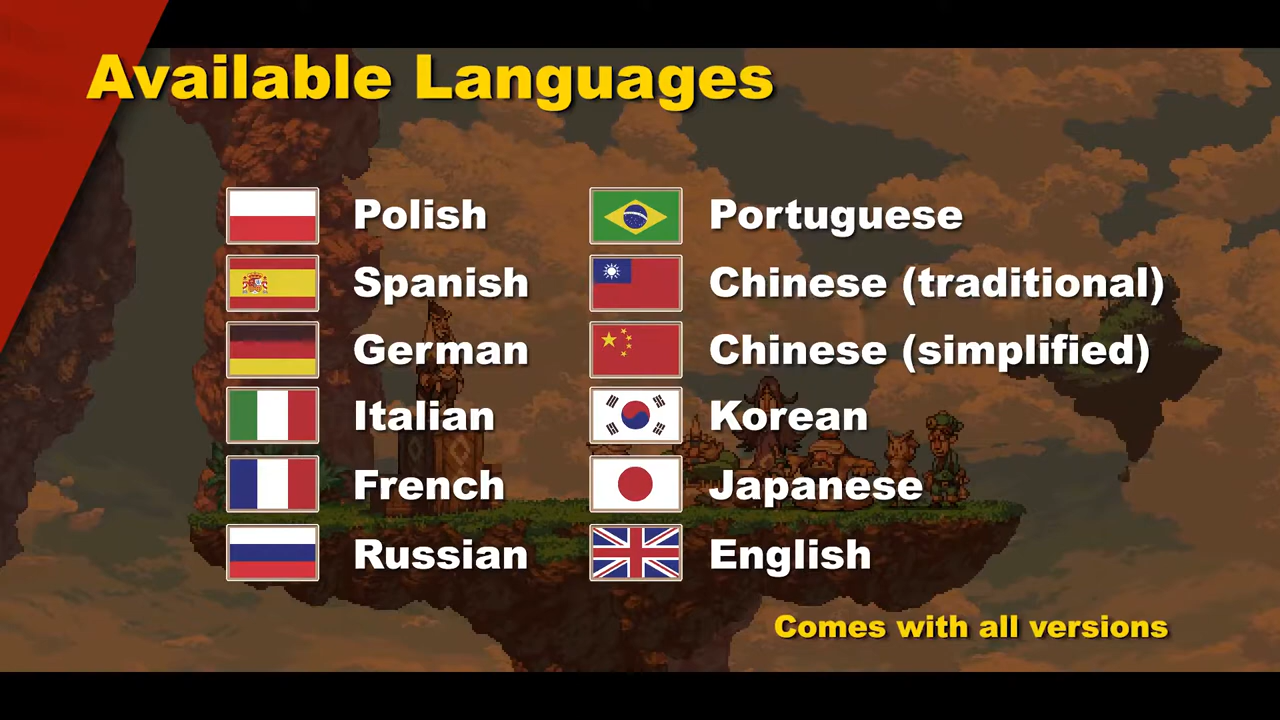 Available Languages
Polish
Spanish
German
Italian
French
Russian
Portuguese
Chinese (traditional)
Chinese (simplified)
Korean
Japanese
English
Comes with all versions